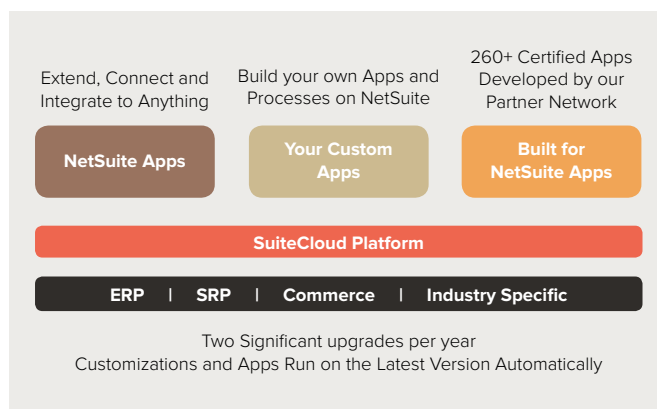 Extend, Connect and
Integrate to Anything
Build your own Apps and
Processes on NetSuite
260+ Certified Apps
Developed by our
Partner Network
NetSuite Apps
Your Custom
Apps
Built for
NetSuite Apps
SuiteCloud Platform
ERP | SRP | Commerce | Industry Specific
Two Significant upgrades per year
Customizations and Apps Run on the Latest Version Automatically